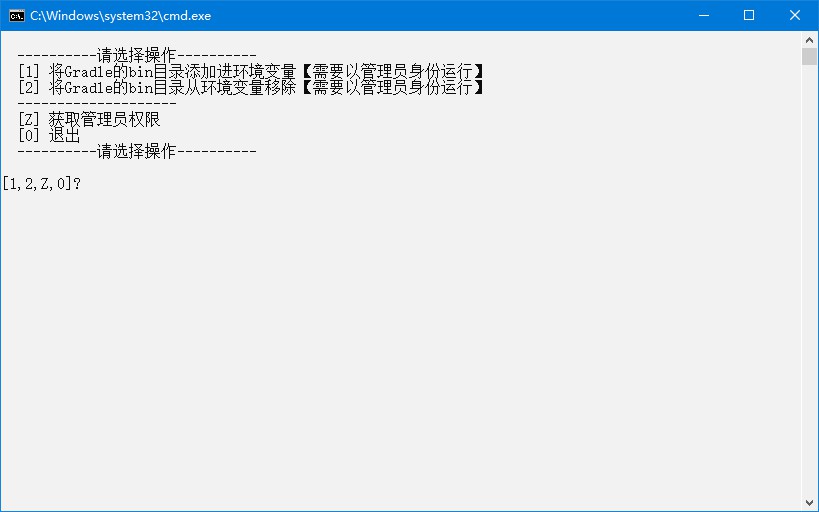 C:\Windows\system32\cmd.exe
----------请选择操作----------
[1] 将Gradle的bin目录添加进环境变量【需要以管理员身份运行】
[2] 将Gradle的bin目录从环境变量移除【需要以管理员身份运行】
--------------------
[Z] 获取管理员权限
[0] 退出
----------请选择操作----------
[1,2,Z,0]?